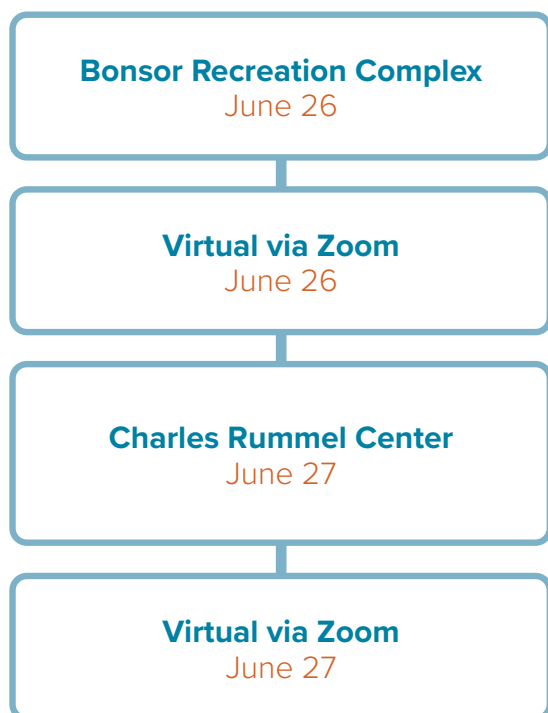 Bonsor Recreation Complex
June 26
Virtual via Zoom
June 26
Charles Rummel Center
June 27
Virtual via Zoom
June 27